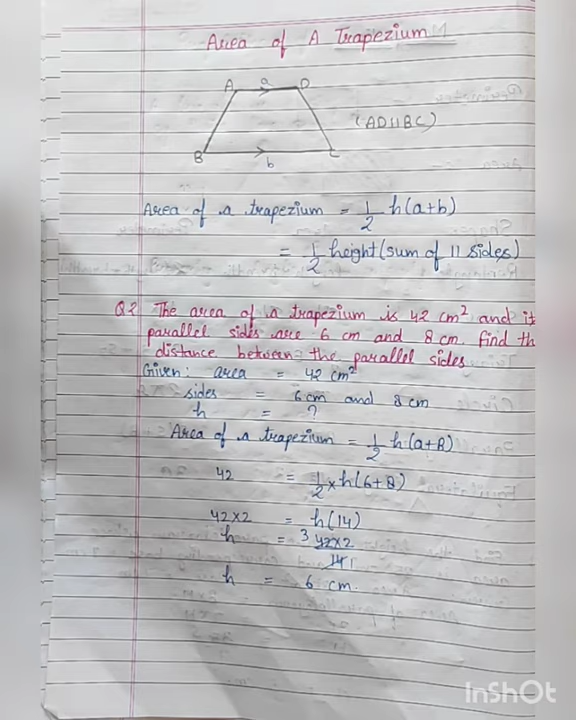 Area of A Trapezium
A a D
(AD||BC)
B b C
Area of a trapezium = 1/2 h(a+b)
= 1/2 height (sum of 11 sides)
Q2 The area of a trapezium is 42 cm² and it
parallel sides are 6 cm and 8 cm. Find th
distance between the parallel sides
Given: area = 42 cm²
sides = 6 cm and 8 cm
h = ?
Area of a trapezium = 1/2 h(a+B)
42 = 1/2 × h(6+8)
42×2 = h(14)
h = 3 42×2
14 1
h = 6 cm.
InShOt